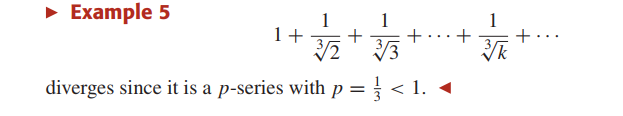 ▶ Example 5
1 + 1/∛2 + 1/∛3 + ··· + 1/∛k + ···
diverges since it is a p-series with p = 1/3 < 1. ◀